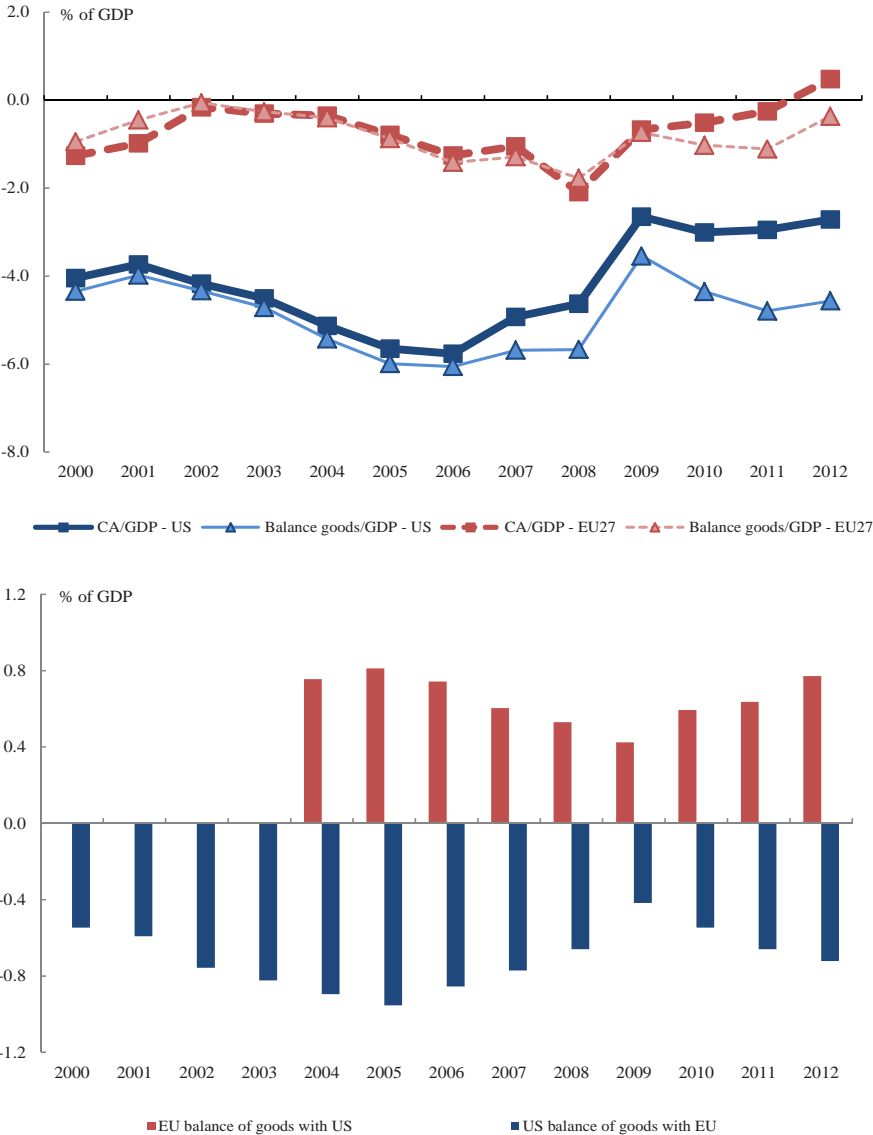 % of GDP
2.0
0.0
-2.0
-4.0
-6.0
-8.0
2000 2001 2002 2003 2004 2005 2006 2007 2008 2009 2010 2011 2012
CA/GDP - US Balance goods/GDP - US CA/GDP - EU27 Balance goods/GDP - EU27
% of GDP
1.2
0.8
0.4
0.0
-0.4
-0.8
-1.2
2000 2001 2002 2003 2004 2005 2006 2007 2008 2009 2010 2011 2012
EU balance of goods with US US balance of goods with EU